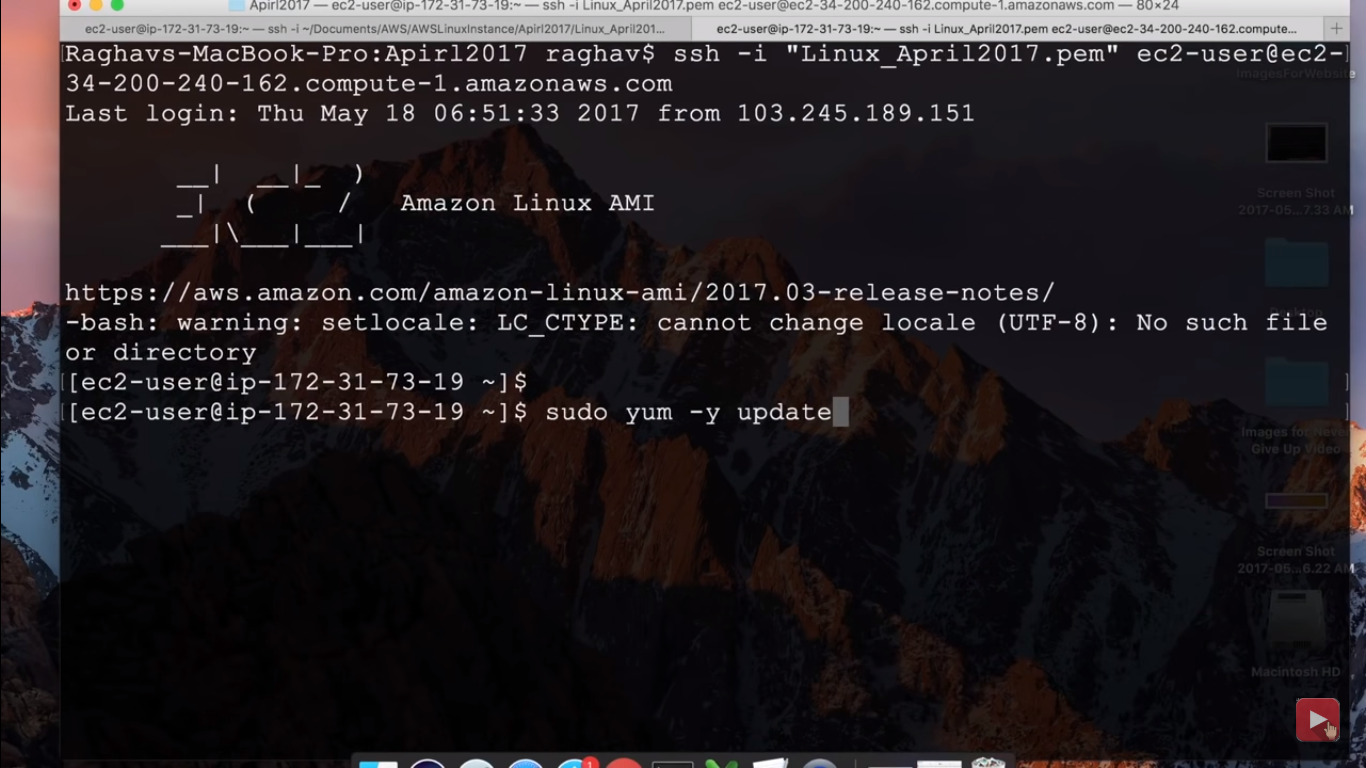 Apirl2017 — ec2-user@ip-172-31-73-19:~ — ssh -i Linux_April2017.pem ec2-user@ec2-34-200-240-162.compute-1.amazonaws.com — 80×24
ec2-user@ip-172-31-73-19:~ — ssh -i ~/Documents/AWS/AWSLinuxInstance/Apirl2017/Linux_April201...
ec2-user@ip-172-31-73-19:~ — ssh -i Linux_April2017.pem ec2-user@ec2-34-200-240-162.compute...
[Raghavs-MacBook-Pro:Apirl2017 raghav$ ssh -i "Linux_April2017.pem" ec2-user@ec2-]
34-200-240-162.compute-1.amazonaws.com
Last login: Thu May 18 06:51:33 2017 from 103.245.189.151
__|  __|_  )
_|  (     /   Amazon Linux AMI
___|\___|___|
https://aws.amazon.com/amazon-linux-ami/2017.03-release-notes/
-bash: warning: setlocale: LC_CTYPE: cannot change locale (UTF-8): No such file
or directory
[[ec2-user@ip-172-31-73-19 ~]$ ]
[[ec2-user@ip-172-31-73-19 ~]$ sudo yum -y update ]
ImagesForWebsite
Screen Shot
2017-05...7.33 AM
Images for Never
Give Up Video
Screen Shot
2017-05...6.22 AM
Macintosh HD
1